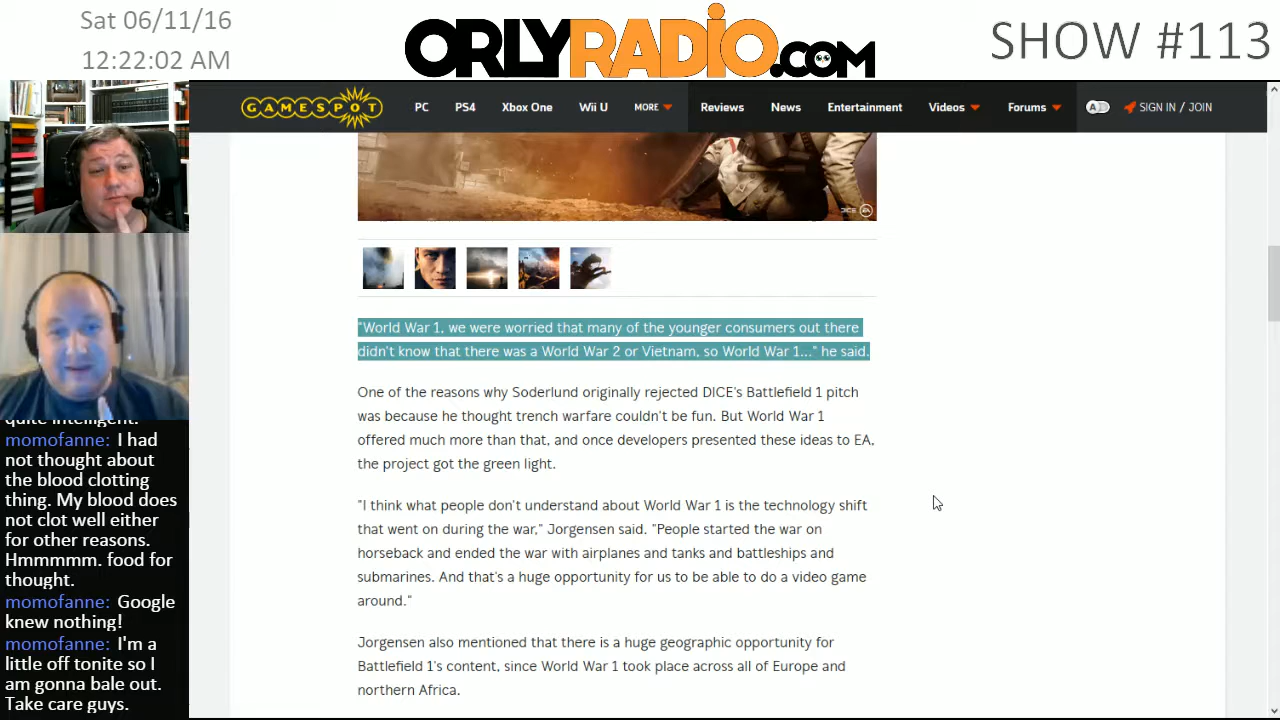 Sat 06/11/16
12:22:02 AM
ORLYRADIO.COM
SHOW #113
GAMESPOT
PC PS4 Xbox One Wii U MORE Reviews News Entertainment Videos Forums A SIGN IN / JOIN
DICE EA
"World War 1, we were worried that many of the younger consumers out there
didn't know that there was a World War 2 or Vietnam, so World War 1..." he said.
One of the reasons why Soderlund originally rejected DICE's Battlefield 1 pitch
was because he thought trench warfare couldn't be fun. But World War 1
offered much more than that, and once developers presented these ideas to EA,
the project got the green light.
"I think what people don't understand about World War 1 is the technology shift
that went on during the war," Jorgensen said. "People started the war on
horseback and ended the war with airplanes and tanks and battleships and
submarines. And that's a huge opportunity for us to be able to do a video game
around."
Jorgensen also mentioned that there is a huge geographic opportunity for
Battlefield 1's content, since World War 1 took place across all of Europe and
northern Africa.
quite intelligent.
momofanne: I had
not thought about
the blood clotting
thing. My blood does
not clot well either
for other reasons.
Hmmmmm. food for
thought.
momofanne: Google
knew nothing!
momofanne: I'm a
little off tonite so I
am gonna bale out.
Take care guys.